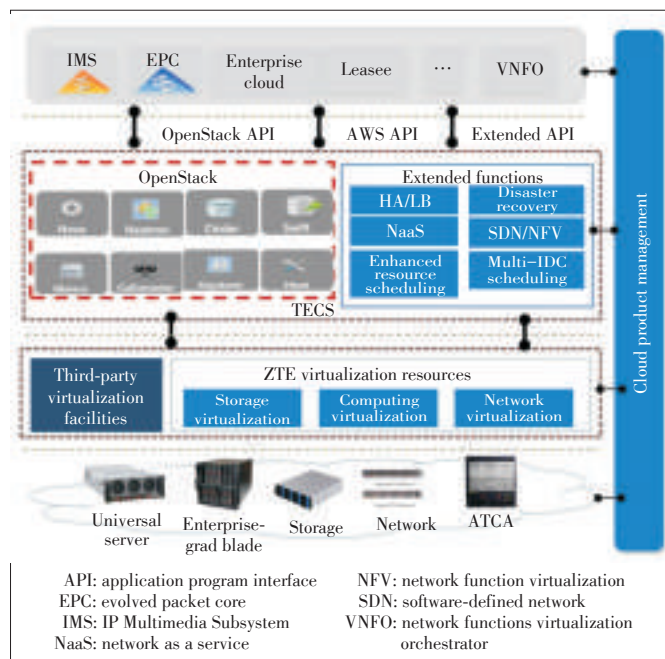 IMS
EPC
Enterprise
cloud
Leasee
...
VNFO
OpenStack API
AWS API
Extended API
OpenStack
Swift
Extended functions
HA/LB
Disaster
recovery
NaaS
SDN/NFV
Enhanced
resource
scheduling
Multi-IDC
scheduling
TECS
Third-party
virtualization
facilities
ZTE virtualization resources
Storage
virtualization
Computing
virtualization
Network
virtualization
Universal
server
Enterprise-
grad blade
Storage
Network
ATCA
Cloud product management
API: application program interface
EPC: evolved packet core
IMS: IP Multimedia Subsystem
NaaS: network as a service
NFV: network function virtualization
SDN: software-defined network
VNFO: network functions virtualization
orchestrator